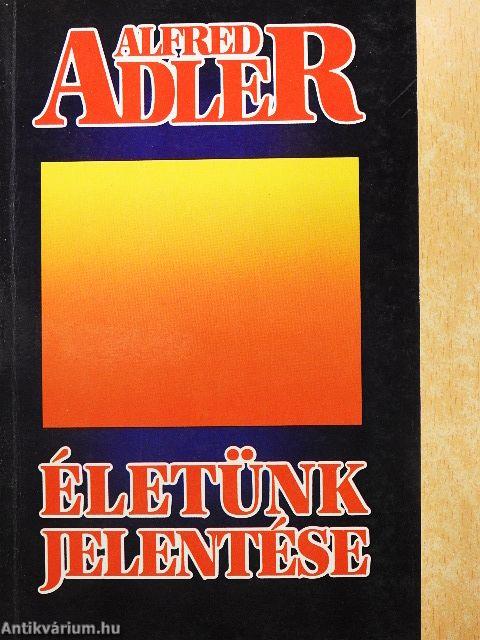 ALFRED
ADLER
ÉLETÜNK
JELENTÉSE
Antikvárium.hu